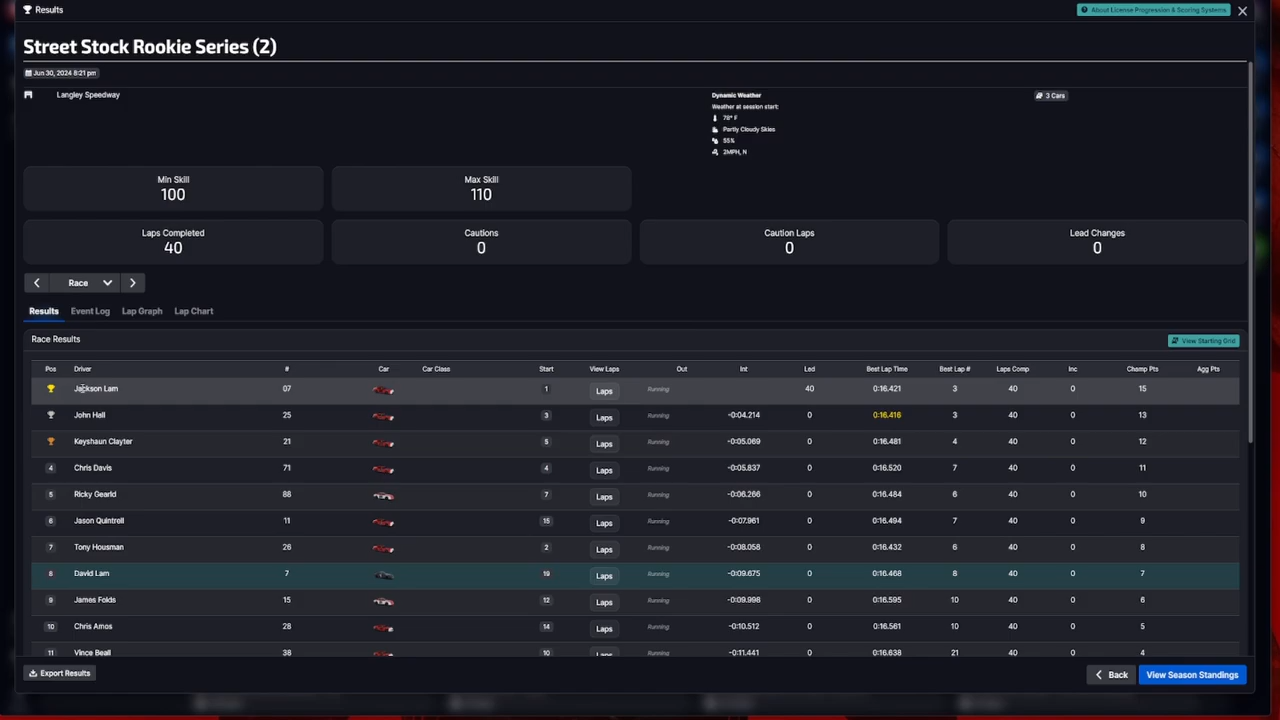 Results
About License Progression & Scoring Systems
Street Stock Rookie Series (2)
Jun 30, 2024 8:21 pm
Langley Speedway
Dynamic Weather
3 Cars
Weather at session start:
78° F
Partly Cloudy Skies
55%
2MPH, N
Min Skill
100
Max Skill
110
Laps Completed
40
Cautions
0
Caution Laps
0
Lead Changes
0
Race
Results Event Log Lap Graph Lap Chart
Race Results
View Starting Grid
Pos Driver # Car Car Class Start View Laps Out Int Led Best Lap Time Best Lap # Laps Comp Inc Champ Pts Agg Pts
Jackson Lam 07 1 Laps Running 40 0:16.421 3 40 0 15
John Hall 25 3 Laps Running -0:04.214 0 0:16.416 3 40 0 13
Keyshaun Clayter 21 5 Laps Running -0:05.069 0 0:16.481 4 40 0 12
4 Chris Davis 71 4 Laps Running -0:05.837 0 0:16.520 7 40 0 11
5 Ricky Gearld 88 7 Laps Running -0:06.266 0 0:16.484 6 40 0 10
6 Jason Quintroll 11 15 Laps Running -0:07.961 0 0:16.494 7 40 0 9
7 Tony Housman 26 2 Laps Running -0:08.058 0 0:16.432 6 40 0 8
8 David Lam 7 19 Laps Running -0:09.675 0 0:16.468 8 40 0 7
9 James Folds 15 12 Laps Running -0:09.998 0 0:16.595 10 40 0 6
10 Chris Amos 28 14 Laps Running -0:10.512 0 0:16.561 10 40 0 5
11 Vince Beall 38 10 Laps Running -0:11.441 0 0:16.638 21 40 0 4
Export Results
Back
View Season Standings